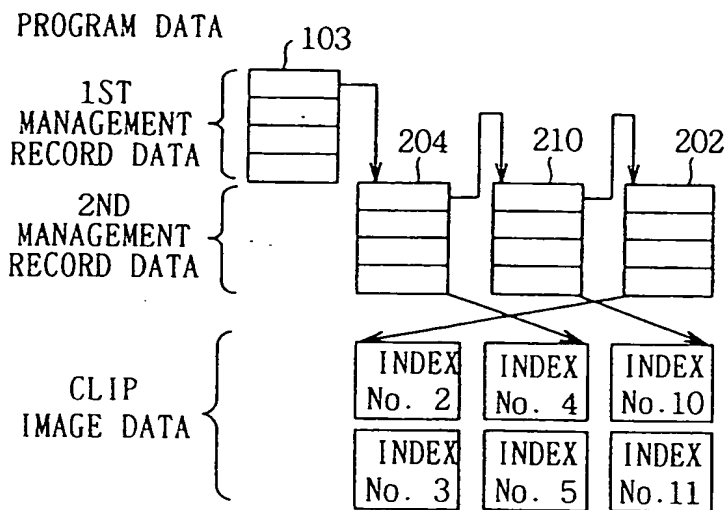 PROGRAM DATA
103
1ST
MANAGEMENT
RECORD DATA
204
210
202
2ND
MANAGEMENT
RECORD DATA
CLIP
IMAGE DATA
INDEX
No. 2
INDEX
No. 4
INDEX
No. 10
INDEX
No. 3
INDEX
No. 5
INDEX
No. 11